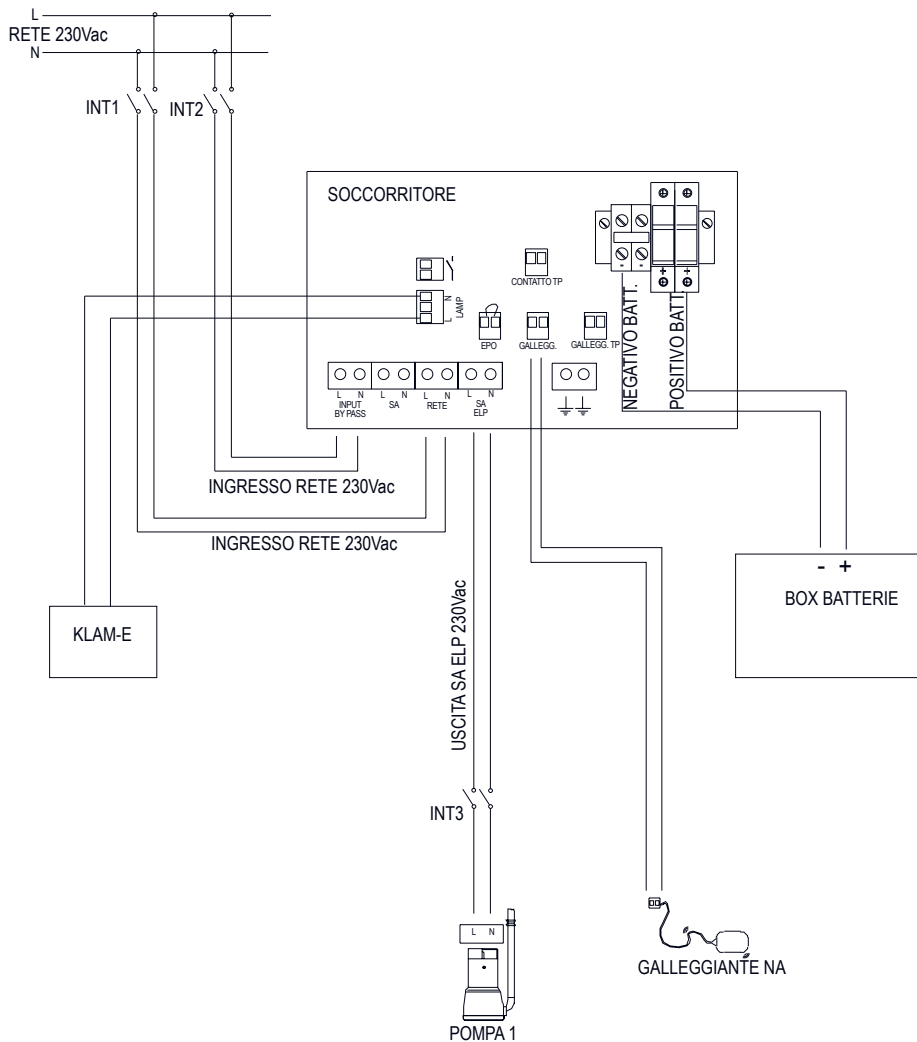 L
RETE 230Vac
N
INT1
INT2
SOCCORRITORE
CONTATTO TP
N
L
LAMP
EPO
GALLEGG.
GALLEGG. TP
- -
+ +
NEGATIVO BATT.
POSITIVO BATT.
L N L N L N L N
INPUT
BY PASS
SA
RETE
SA
ELP
INGRESSO RETE 230Vac
INGRESSO RETE 230Vac
KLAM-E
USCITA SA ELP 230Vac
- +
BOX BATTERIE
INT3
L N
POMPA 1
GALLEGGIANTE NA